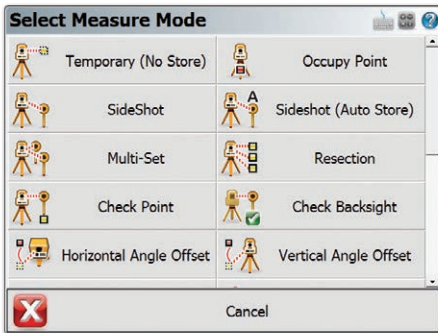 Select Measure Mode
Temporary (No Store)
Occupy Point
SideShot
A
Sideshot (Auto Store)
Multi-Set
Resection
Check Point
Check Backsight
Horizontal Angle Offset
Vertical Angle Offset
Cancel